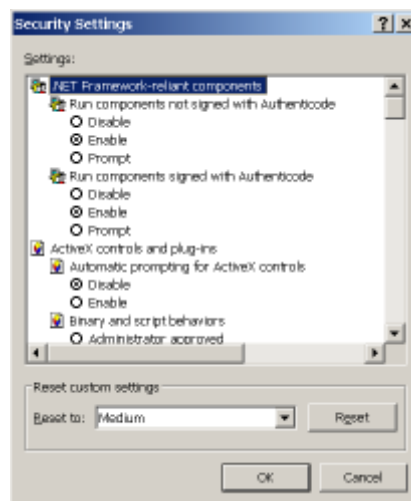 Security Settings
Settings:
.NET Framework-reliant components
Run components not signed with Authenticode
Disable
Enable
Prompt
Run components signed with Authenticode
Disable
Enable
Prompt
ActiveX controls and plug-ins
Automatic prompting for ActiveX controls
Disable
Enable
Binary and script behaviors
Administrator approved
Reset custom settings
Reset to: Medium Reset
OK Cancel